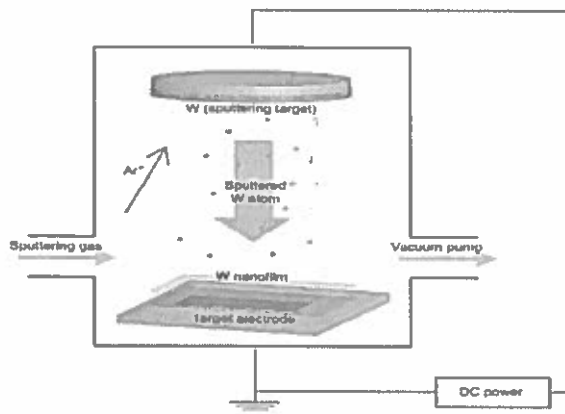 W (sputtering target)
Ar+
Sputtered
W atom
Sputtering gas
Vacuum pump
W nanofilm
Target electrode
DC power